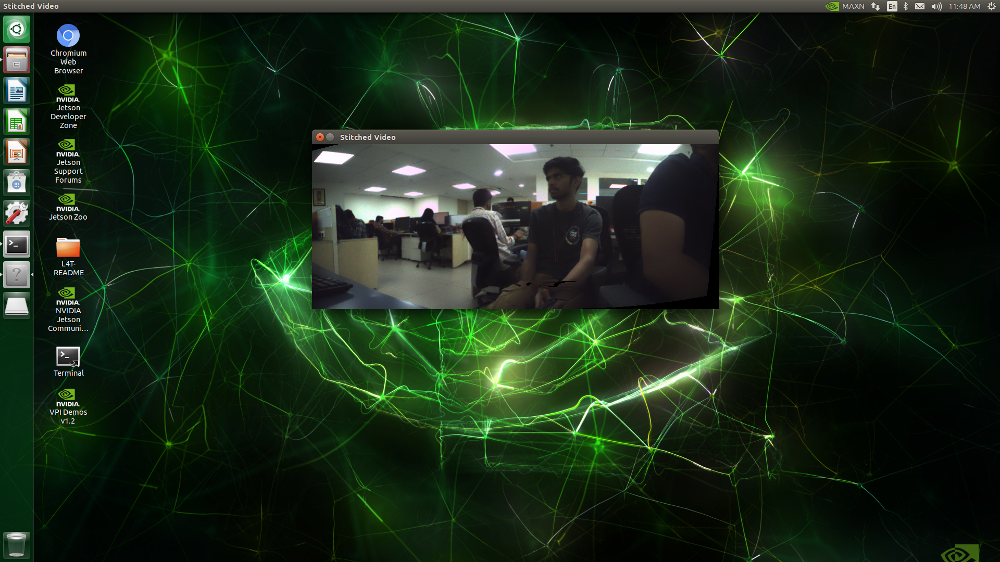 Stitched Video
MAXN
En
11:48 AM
Chromium
Web
Browser
NVIDIA.
Jetson
Developer
Zone
NVIDIA.
Jetson
Support
Forums
NVIDIA.
Jetson Zoo
L4T-
README
NVIDIA.
NVIDIA
Jetson
Communi...
Terminal
NVIDIA.
VPI Demos
v1.2
Stitched Video